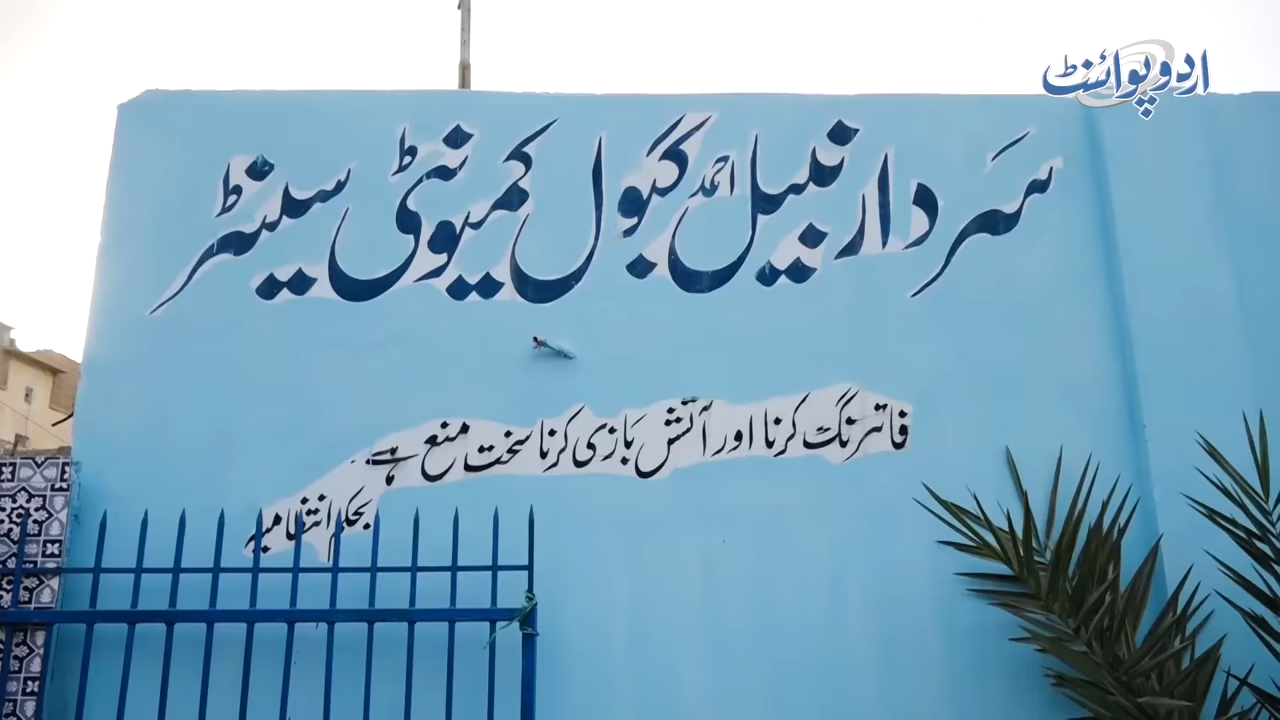 اردو پوائنٹ
سردار نبیل احمد گبول کمیونٹی سینٹر
فائرنگ کرنا اور آتش بازی کرنا سخت منع ہے۔
بحکم انتظامیہ